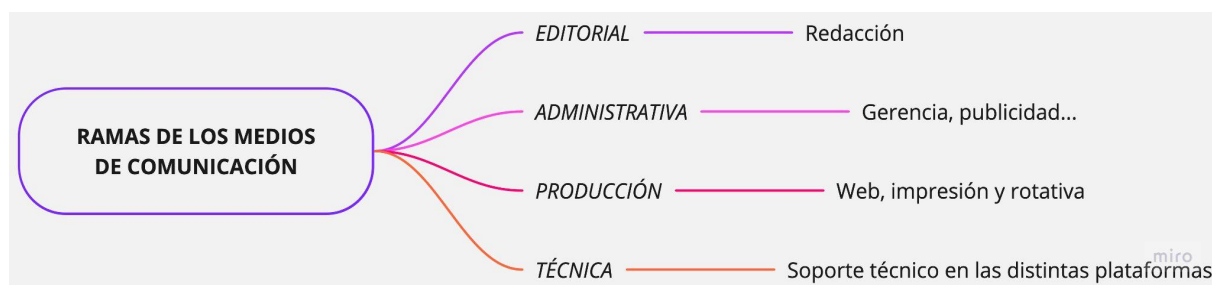 EDITORIAL
Redacción
RAMAS DE LOS MEDIOS
DE COMUNICACIÓN
ADMINISTRATIVA
Gerencia, publicidad...
PRODUCCIÓN
Web, impresión y rotativa
TÉCNICA
Soporte técnico en las distintas plataformas
miro